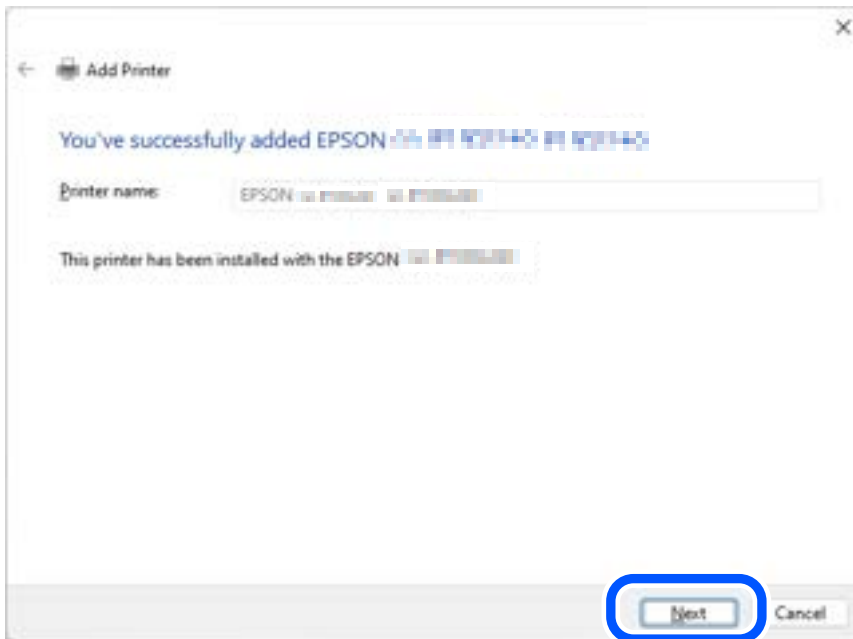 Add Printer
You've successfully added EPSON
Printer name:
EPSON
This printer has been installed with the EPSON
Next
Cancel